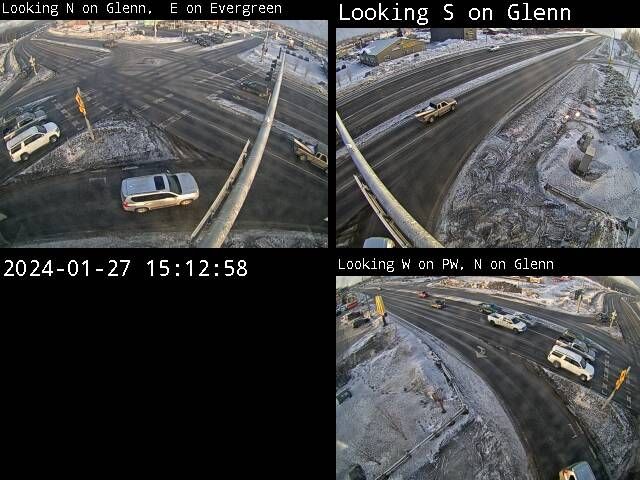 Looking N on Glenn, E on Evergreen
Looking S on Glenn
2024-01-27 15:12:58
Looking W on PW, N on Glenn